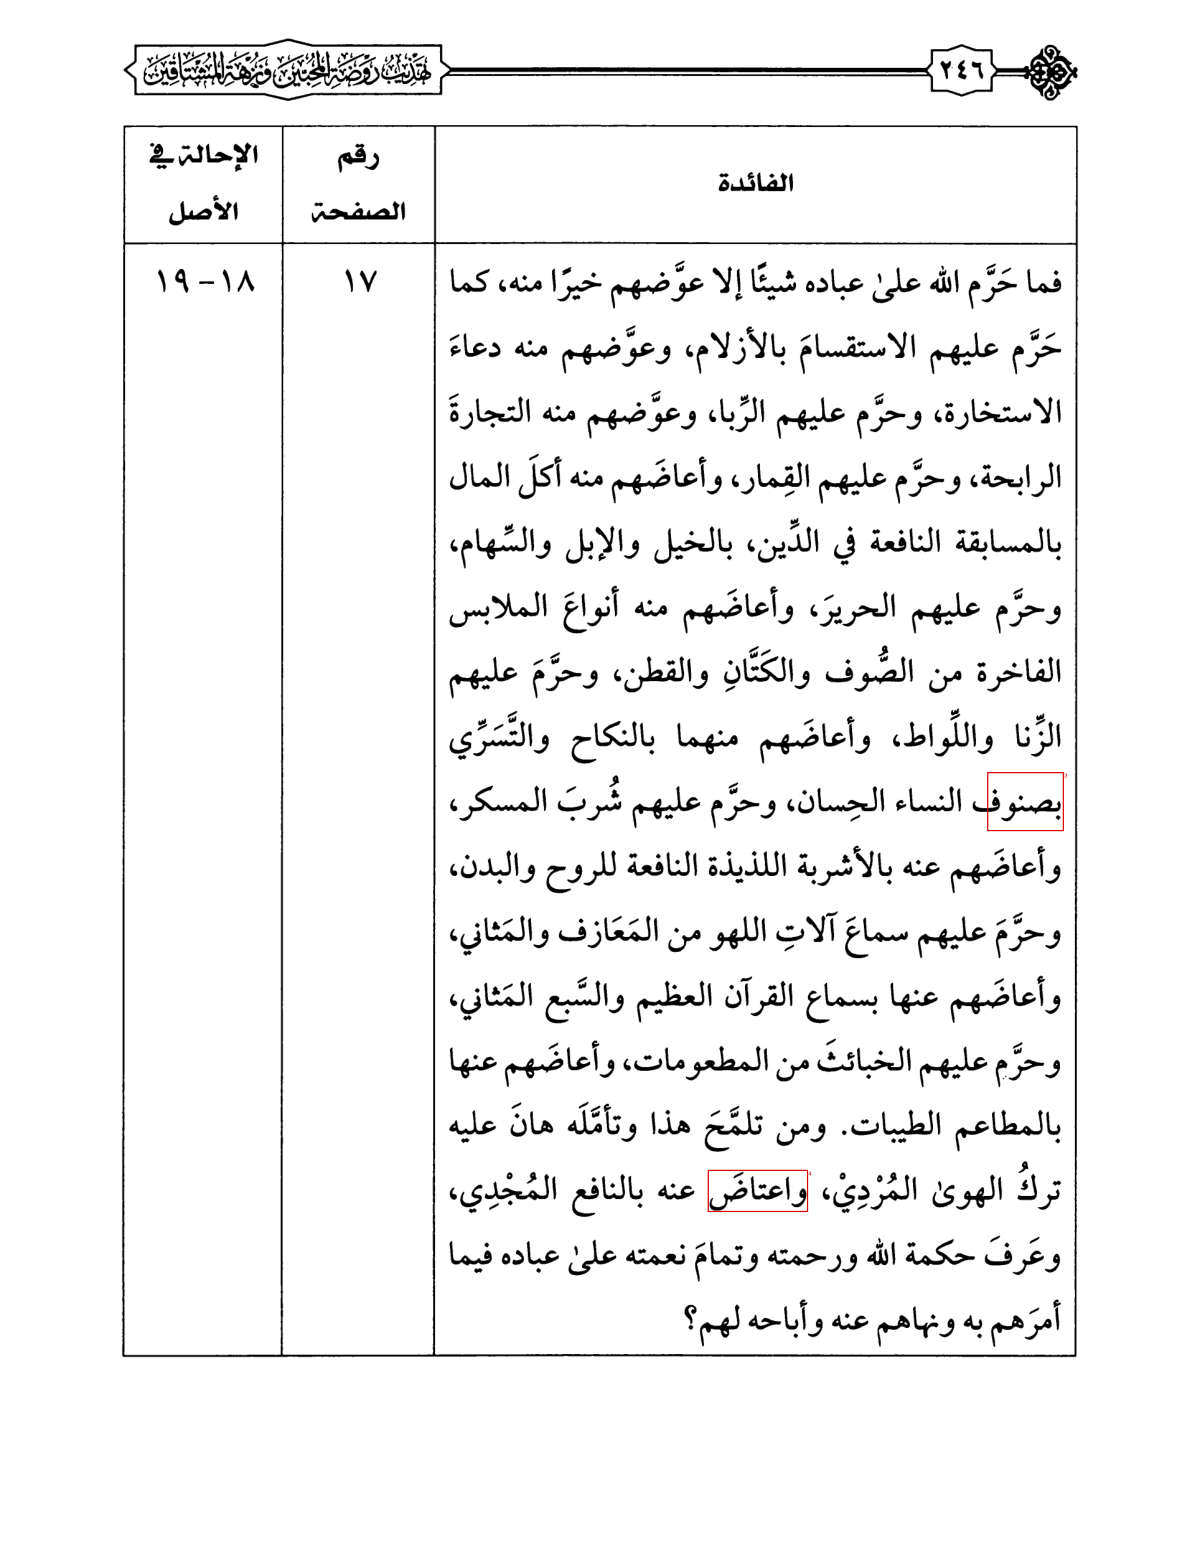 تهذيب روضة المحبين ونزهة المشتاقين
٢٤٦
الفائدة
رقم
الصفحة
الإحالة في
الأصل
فما حَرَّم الله علىٰ عباده شيئًا إلا عوَّضهم خيرًا منه، كما
حَرَّم عليهم الاستقسامَ بالأزلام، وعوَّضهم منه دعاءَ
الاستخارة، وحرَّم عليهم الرِّبا، وعوَّضهم منه التجارةَ
الرابحة، وحرَّم عليهم القِمار، وأعاضَهم منه أكلَ المال
بالمسابقة النافعة في الدِّين، بالخيل والإبل والسِّهام،
وحرَّم عليهم الحريرَ، وأعاضَهم منه أنواعَ الملابس
الفاخرة من الصُّوف والكَتَّانِ والقطن، وحرَّمَ عليهم
الزِّنا واللِّواط، وأعاضَهم منهما بالنكاح والتَّسَرِّي
بصنوف النساء الحِسان، وحرَّم عليهم شُربَ المسكر،
وأعاضَهم عنه بالأشربة اللذيذة النافعة للروح والبدن،
وحرَّمَ عليهم سماعَ آلاتِ اللهو من المَعَازف والمَثاني،
وأعاضَهم عنها بسماع القرآن العظيم والسَّبع المَثاني،
وحرَّم عليهم الخبائثَ من المطعومات، وأعاضَهم عنها
بالمطاعم الطيبات. ومن تلمَّحَ هذا وتأمَّلَه هانَ عليه
تركُ الهوىٰ المُرْدِيْ، واعتاضَ عنه بالنافع المُجْدِي،
وعَرفَ حكمة الله ورحمته وتمامَ نعمته علىٰ عباده فيما
أمرَهم به ونهاهم عنه وأباحه لهم؟
١٧
١٨ – ١٩